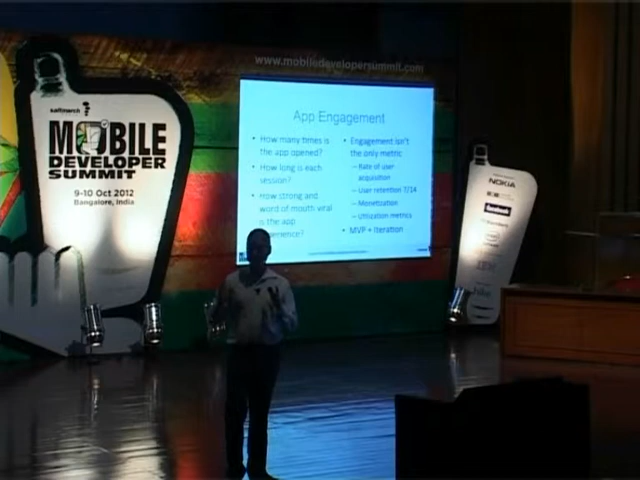 www.mobiledevelopersummit.com
saltmarch
MOBILE
DEVELOPER
SUMMIT
9-10 Oct 2012
Bangalore, India
App Engagement
• How many times is
the app opened?
• How long is each
session?
• How strong and
word of mouth viral
is the app
• Engagement isn't
the only metric
– Rate of user
acquisition
– User retention 7/14
– Monetization
– Utilization metrics
• MVP + Iteration
NOKIA
facebook
IBM